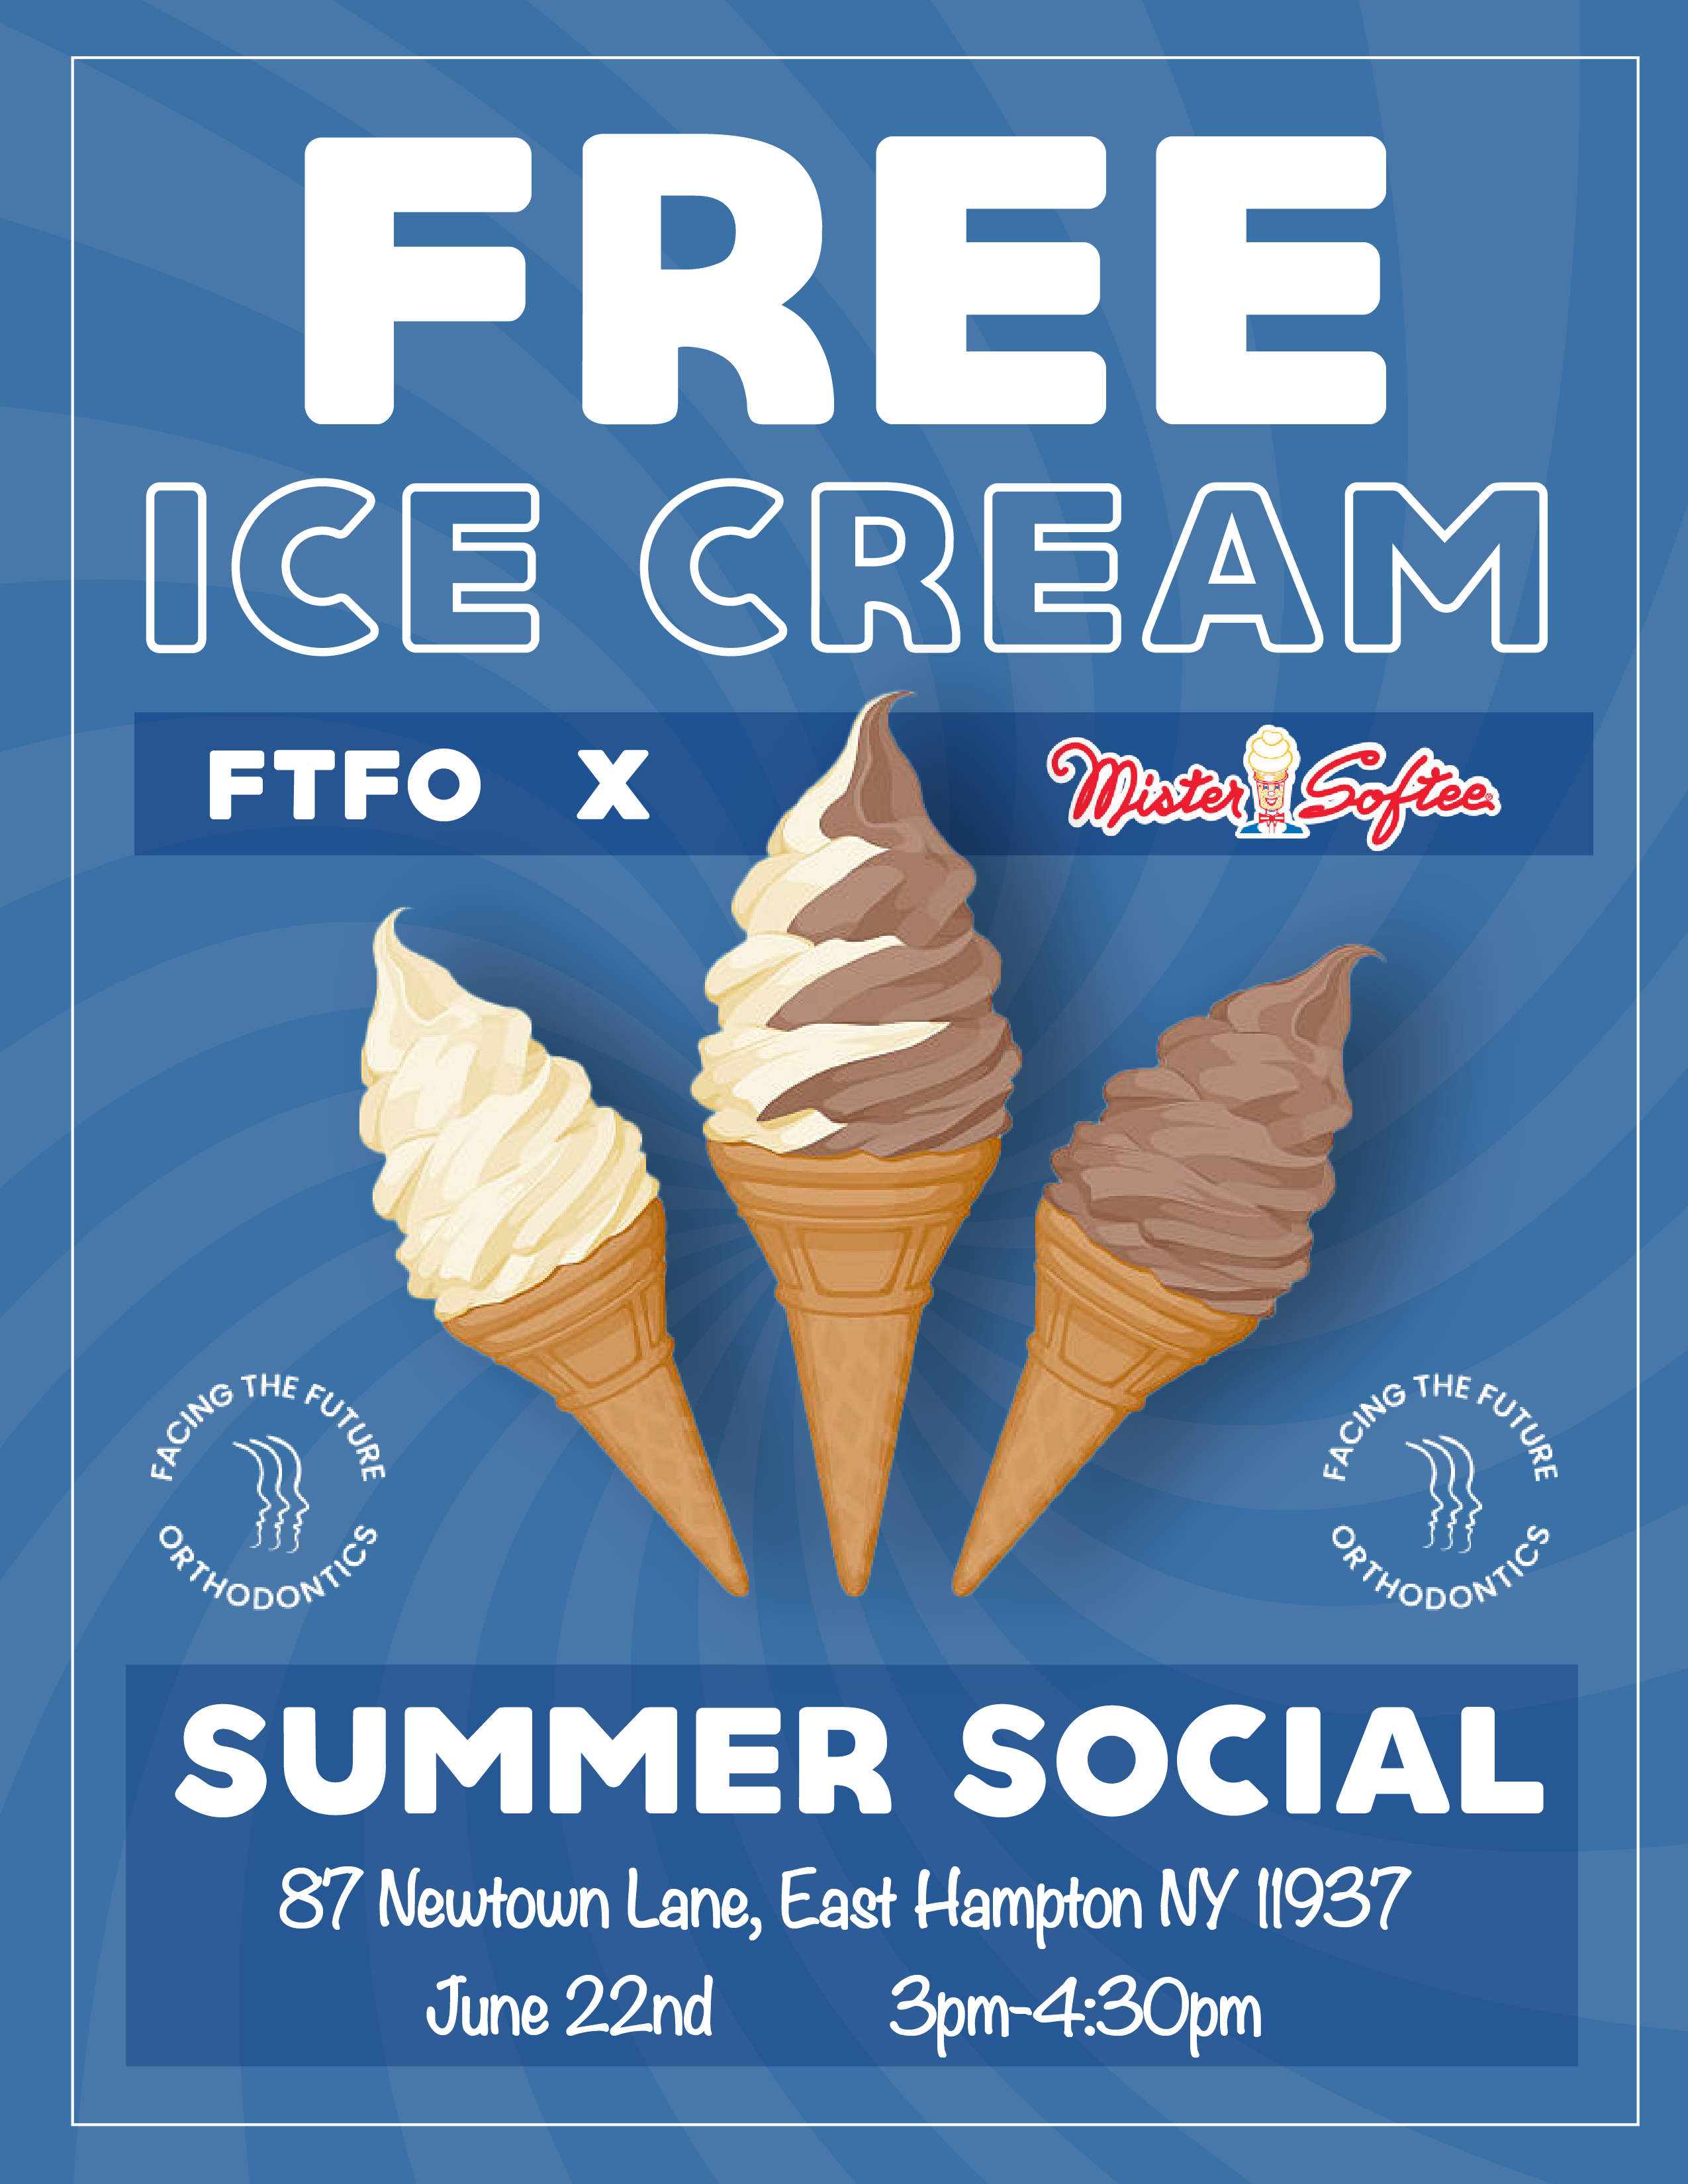 FREE
ICE CREAM
FTFO X Mister Softee
FACING THE FUTURE
ORTHODONTICS
FACING THE FUTURE
ORTHODONTICS
SUMMER SOCIAL
87 Newtown Lane, East Hampton NY 11937
June 22nd 3pm-4:30pm